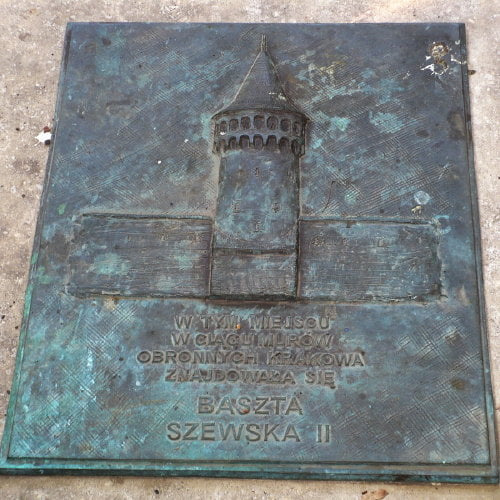 W TYM MIEJSCU
W CIĄGU MURÓW
OBRONNYCH KRAKOWA
ZNAJDOWAŁA SIĘ
BASZTA
SZEWSKA II